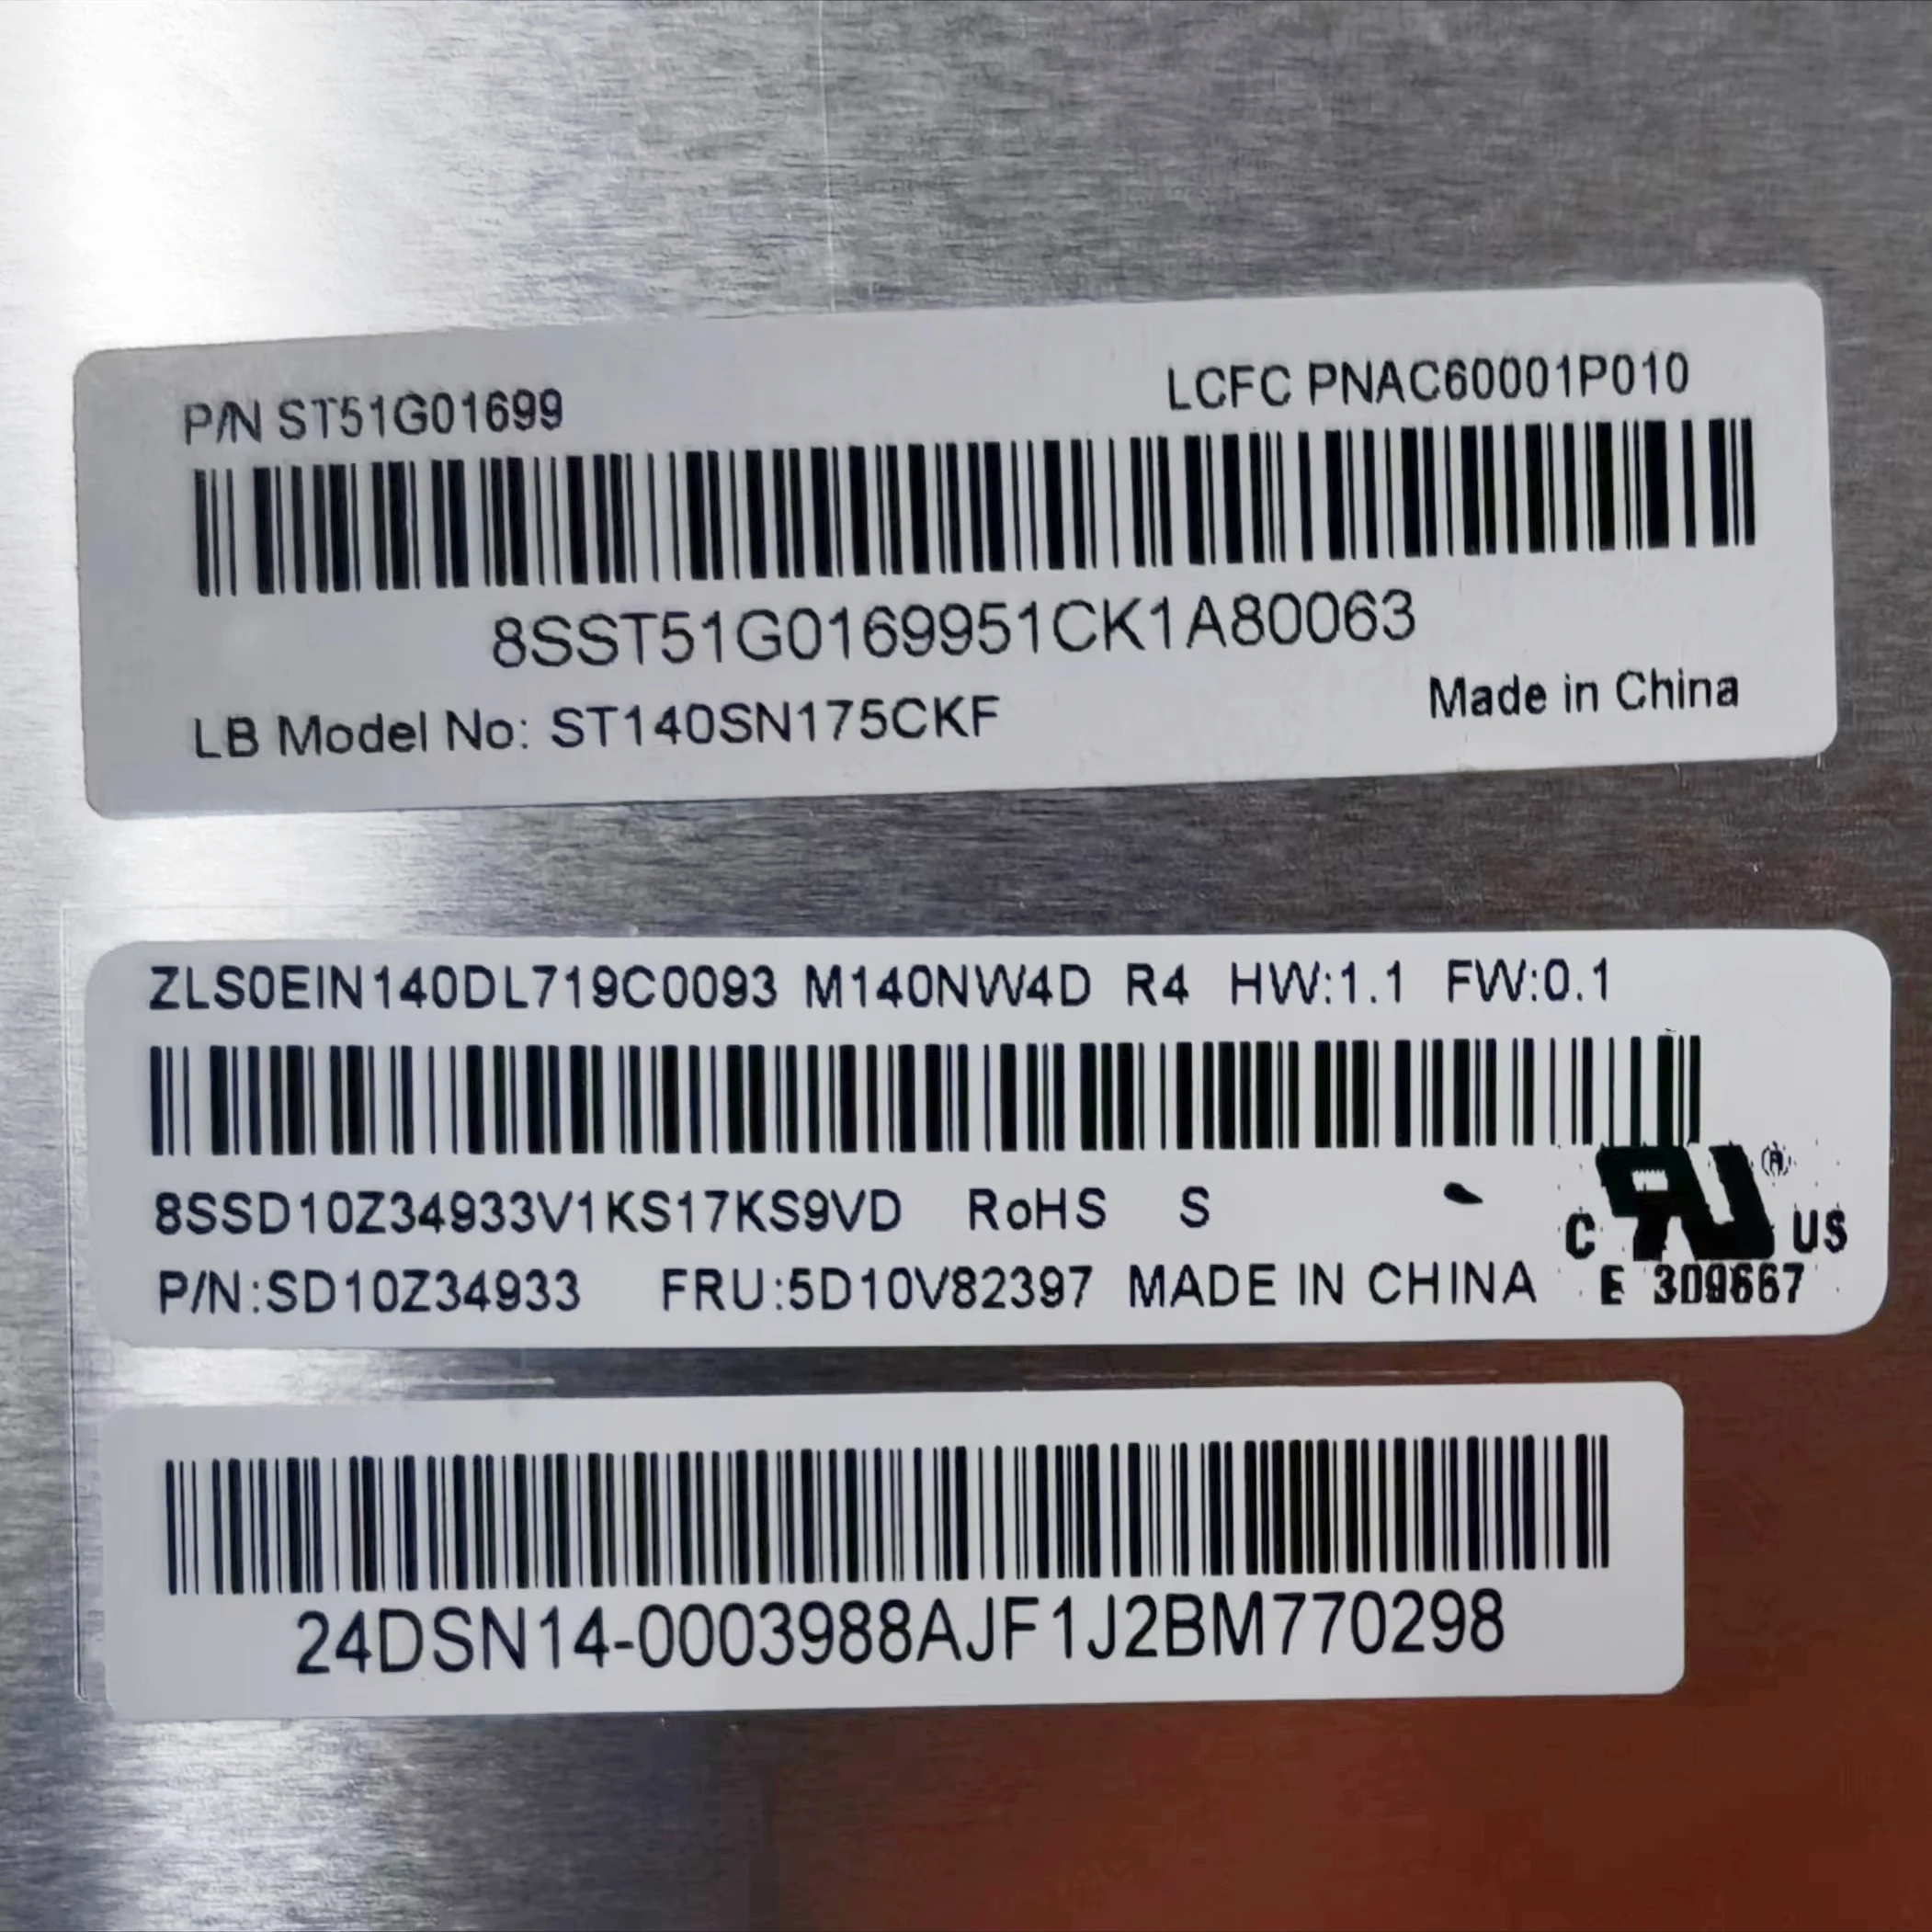 P/N ST51G01699 LCFC PNAC60001P010
8SST51G0169951CK1A80063
LB Model No: ST140SN175CKF Made in China
ZLS0EIN140DL719C0093 M140NW4D R4 HW:1.1 FW:0.1
8SSD10Z34933V1KS17KS9VD RoHS S
C RU ® US
P/N:SD10Z34933 FRU:5D10V82397 MADE IN CHINA E 309667
24DSN14-0003988AJF1J2BM770298